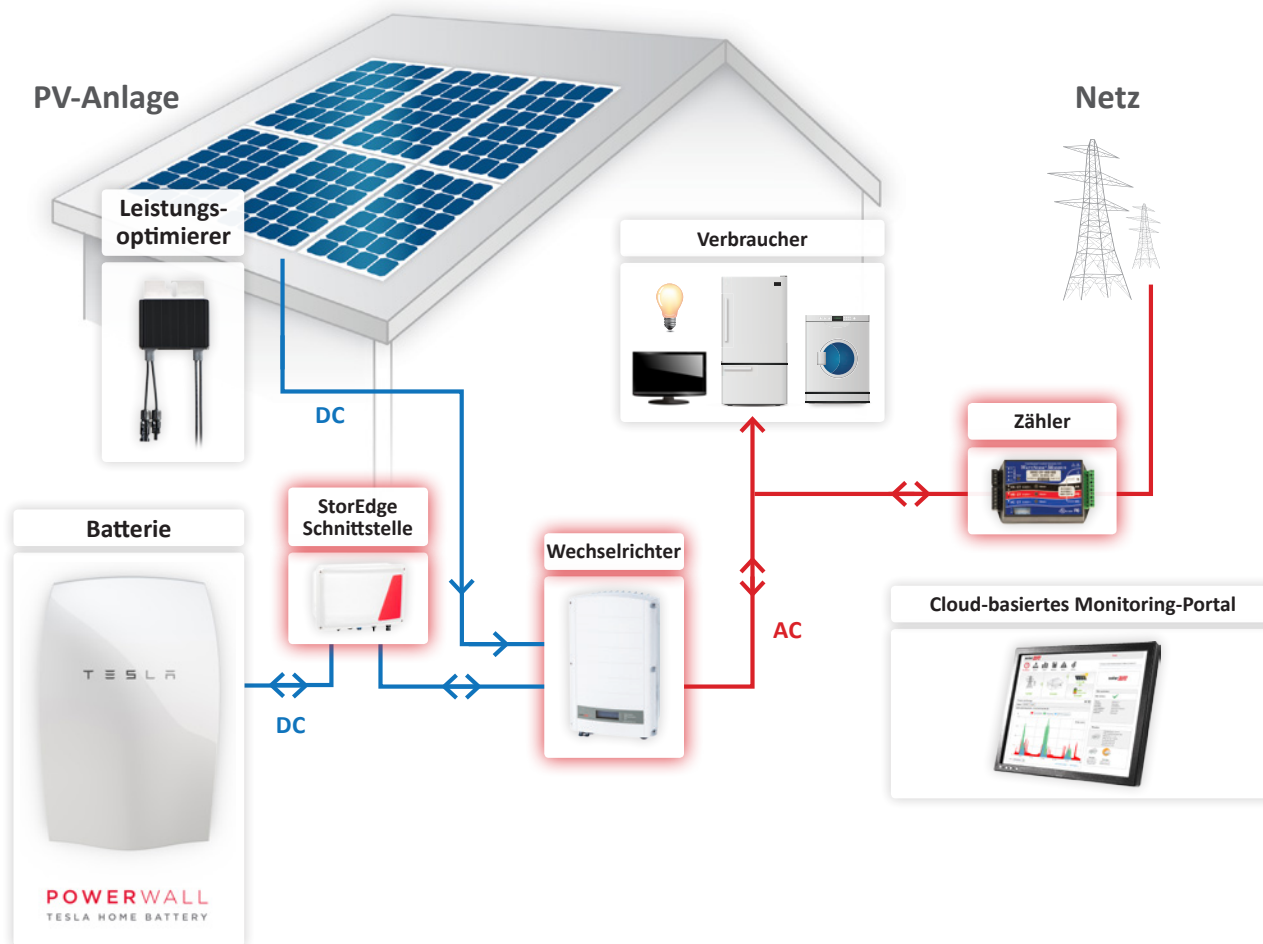 PV-Anlage
Netz
Leistungs-
optimierer
Verbraucher
DC
Zähler
StorEdge
Schnittstelle
Batterie
Wechselrichter
Cloud-basiertes Monitoring-Portal
AC
TESLA
DC
POWERWALL
TESLA HOME BATTERY